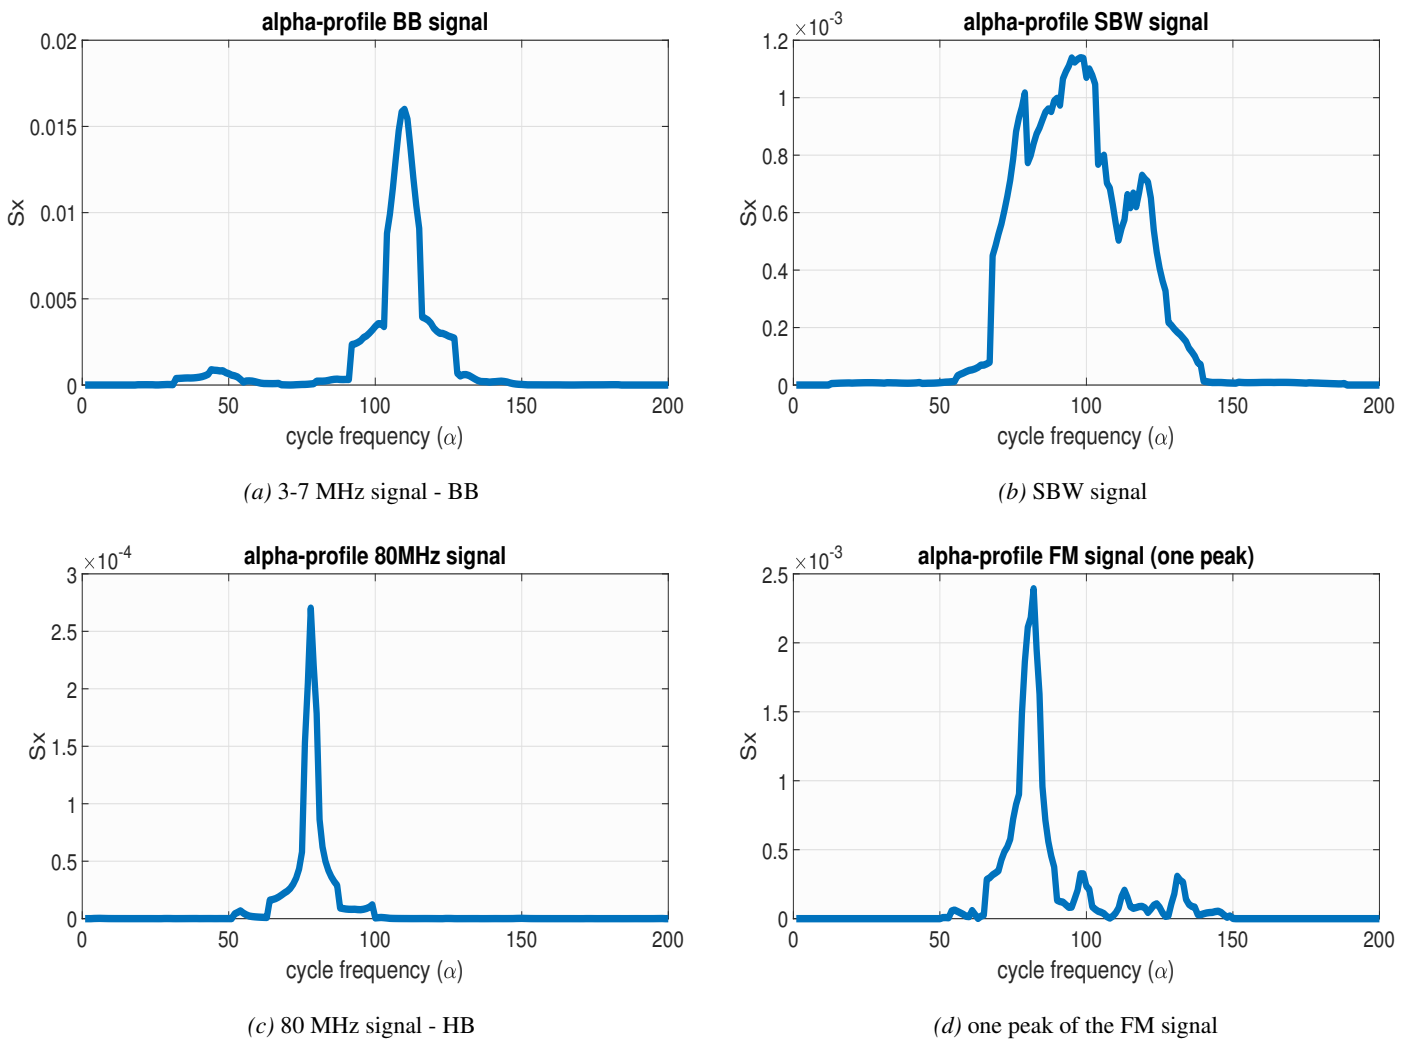 alpha-profile BB signal
0.02
0.015
0.01
0.005
0
Sx
0 50 100 150 200
cycle frequency (α)
(a) 3-7 MHz signal - BB
alpha-profile SBW signal
×10-3
1.2
1
0.8
0.6
0.4
0.2
0
Sx
0 50 100 150 200
cycle frequency (α)
(b) SBW signal
alpha-profile 80MHz signal
×10-4
3
2.5
2
1.5
1
0.5
0
Sx
0 50 100 150 200
cycle frequency (α)
(c) 80 MHz signal - HB
alpha-profile FM signal (one peak)
×10-3
2.5
2
1.5
1
0.5
0
Sx
0 50 100 150 200
cycle frequency (α)
(d) one peak of the FM signal